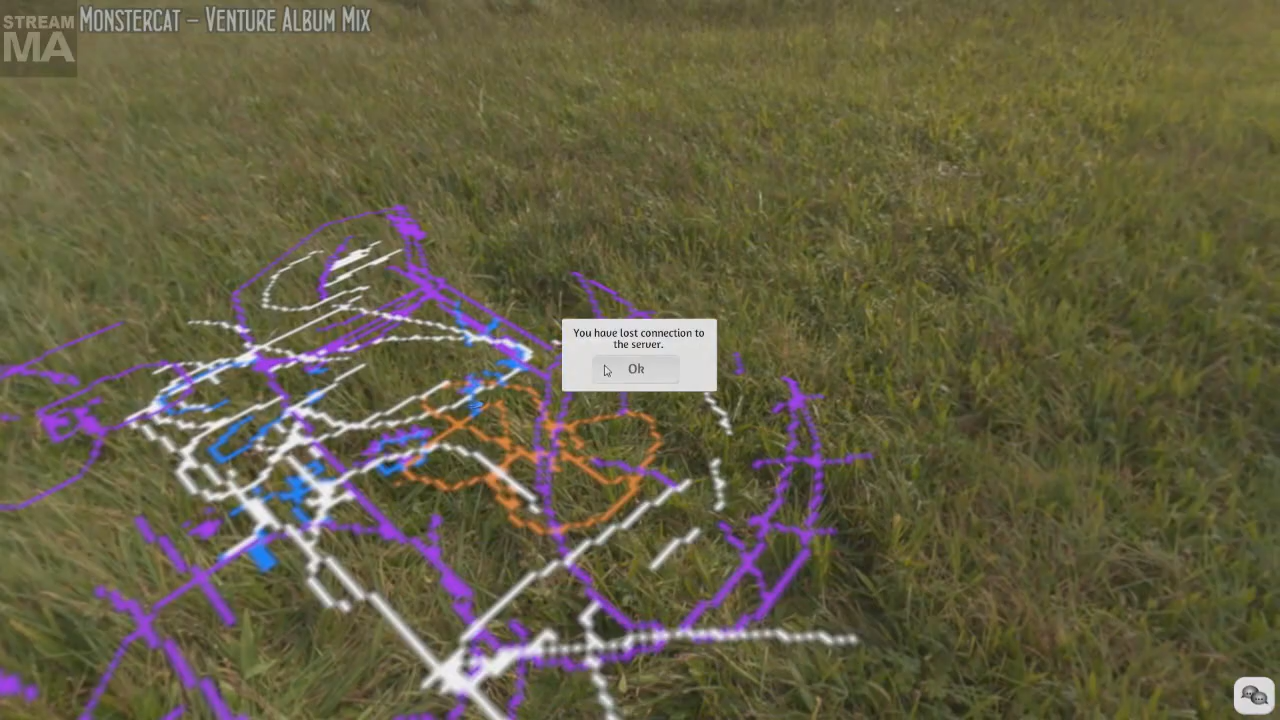 STREAM
MA
MONSTERCAT – VENTURE ALBUM MIX
You have lost connection to
the server.
Ok